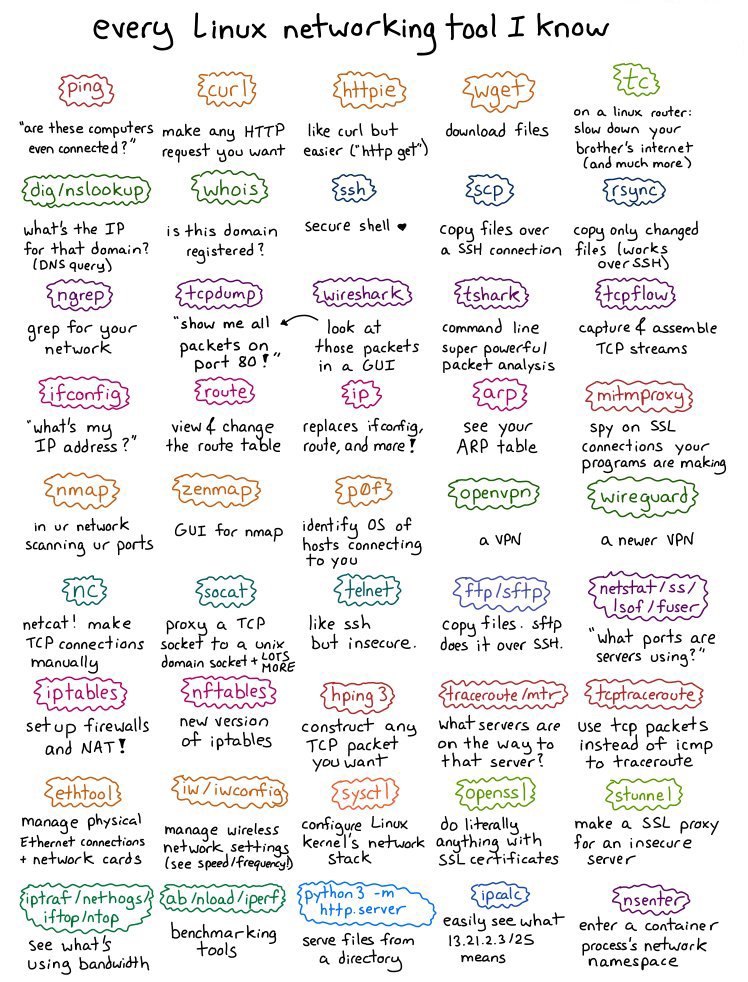 every Linux networking tool I know
ping
"are these computers
even connected?"
curl
make any HTTP
request you want
httpie
like curl but
easier ("http get")
wget
download files
tc
on a linux router:
slow down your
brother's internet
(and much more)
dig/nslookup
what's the IP
for that domain?
(DNS query)
whois
is this domain
registered?
ssh
secure shell ♥
scp
copy files over
a SSH connection
rsync
copy only changed
files (works
over SSH)
ngrep
grep for your
network
tcpdump
"show me all
packets on
port 80!"
wireshark
look at
those packets
in a GUI
tshark
command line
super powerful
packet analysis
tcpflow
capture & assemble
TCP streams
ifconfig
"what's my
IP address?"
route
view & change
the route table
ip
replaces ifconfig,
route, and more!
arp
see your
ARP table
mitmproxy
spy on SSL
connections your
programs are making
nmap
in ur network
scanning ur ports
zenmap
GUI for nmap
p0f
identify OS of
hosts connecting
to you
openvpn
a VPN
wireguard
a newer VPN
nc
netcat! make
TCP connections
manually
socat
proxy a TCP
socket to a unix
domain socket + LOTS
MORE
telnet
like ssh
but insecure.
ftp/sftp
copy files. sftp
does it over SSH.
netstat/ss/
lsof/fuser
"what ports are
servers using?"
iptables
set up firewalls
and NAT!
nftables
new version
of iptables
hping3
construct any
TCP packet
you want
traceroute/mtr
what servers are
on the way to
that server?
tcptraceroute
use tcp packets
instead of icmp
to traceroute
ethtool
manage physical
Ethernet connections
+ network cards
iw/iwconfig
manage wireless
network settings
(see speed/frequency!)
sysctl
configure Linux
kernel's network
stack
openssl
do literally
anything with
SSL certificates
stunnel
make a SSL proxy
for an insecure
server
iptraf/nethogs/
iftop/ntop
see what's
using bandwidth
ab/nload/iperf
benchmarking
tools
python3 -m
http.server
serve files from
a directory
ipcalc
easily see what
13.21.2.3/25
means
nsenter
enter a container
process's network
namespace